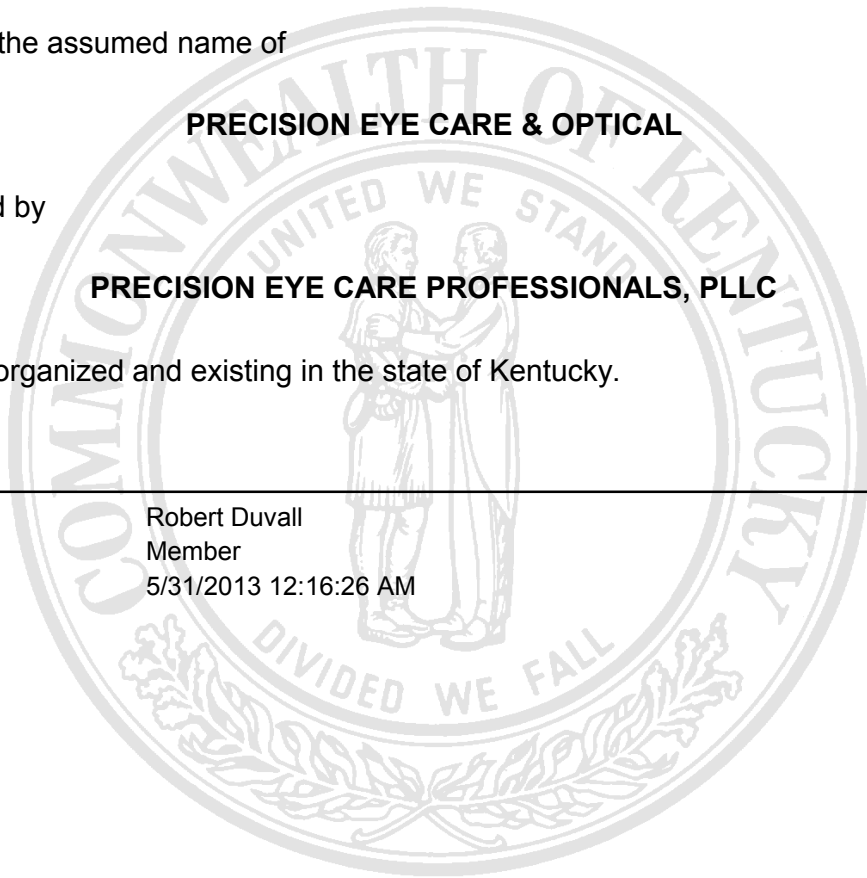 the assumed name of
PRECISION EYE CARE & OPTICAL
by
PRECISION EYE CARE PROFESSIONALS, PLLC
organized and existing in the state of Kentucky.
Robert Duvall
Member
5/31/2013 12:16:26 AM
COMMONWEALTH OF KENTUCKY
UNITED WE STAND
DIVIDED WE FALL